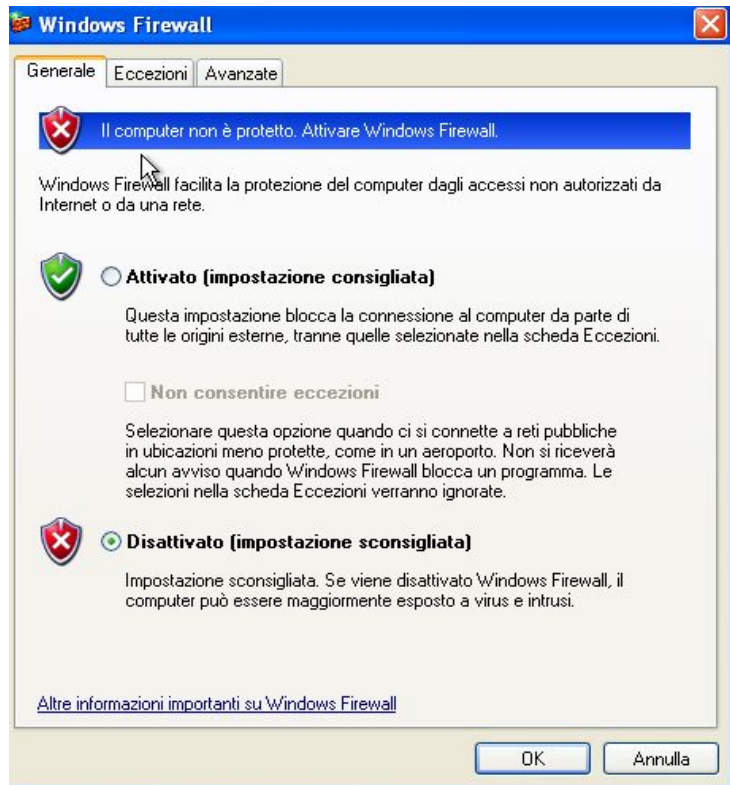 Windows Firewall
Generale
Eccezioni
Avanzate
Il computer non è protetto. Attivare Windows Firewall.
Windows Firewall facilita la protezione del computer dagli accessi non autorizzati da
Internet o da una rete.
Attivato (impostazione consigliata)
Questa impostazione blocca la connessione al computer da parte di
tutte le origini esterne, tranne quelle selezionate nella scheda Eccezioni.
Non consentire eccezioni
Selezionare questa opzione quando ci si connette a reti pubbliche
in ubicazioni meno protette, come in un aeroporto. Non si riceverà
alcun avviso quando Windows Firewall blocca un programma. Le
selezioni nella scheda Eccezioni verranno ignorate.
Disattivato (impostazione sconsigliata)
Impostazione sconsigliata. Se viene disattivato Windows Firewall, il
computer può essere maggiormente esposto a virus e intrusi.
Altre informazioni importanti su Windows Firewall
OK
Annulla